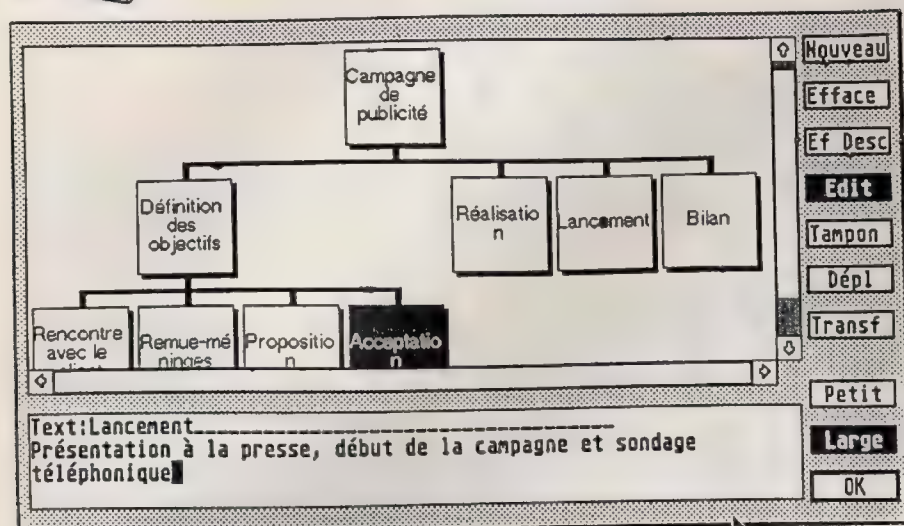 Campagne
de
publicité
Définition
des
objectifs
Réalisatio
n
Lancement
Bilan
Rencontre
avec le
client
Remue-mé
ninges
Propositio
n
Acceptatio
n
Nouveau
Efface
Ef Desc
Edit
Tampon
Dépl
Transf
Petit
Large
OK
Text:Lancement
Présentation à la presse, début de la campagne et sondage
téléphonique